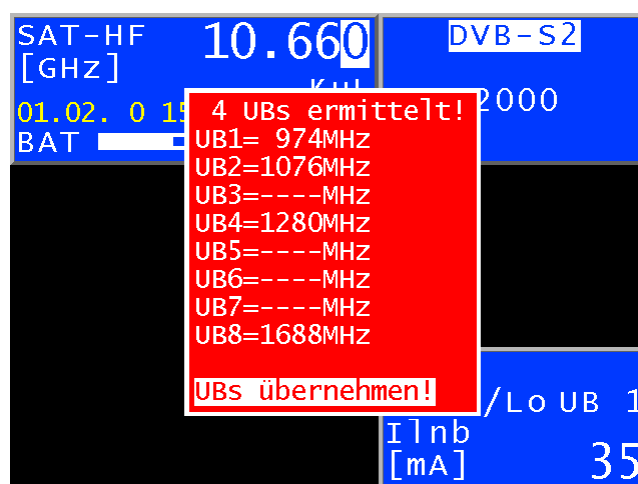 SAT-HF 10.660
[GHz]
01.02. 0 15
BAT
DVB-S2
2000
4 UBs ermittelt!
UB1= 974MHz
UB2=1076MHz
UB3=----MHz
UB4=1280MHz
UB5=----MHz
UB6=----MHz
UB7=----MHz
UB8=1688MHz
UBs übernehmen!
/Lo UB 1
Ilnb
[mA] 35